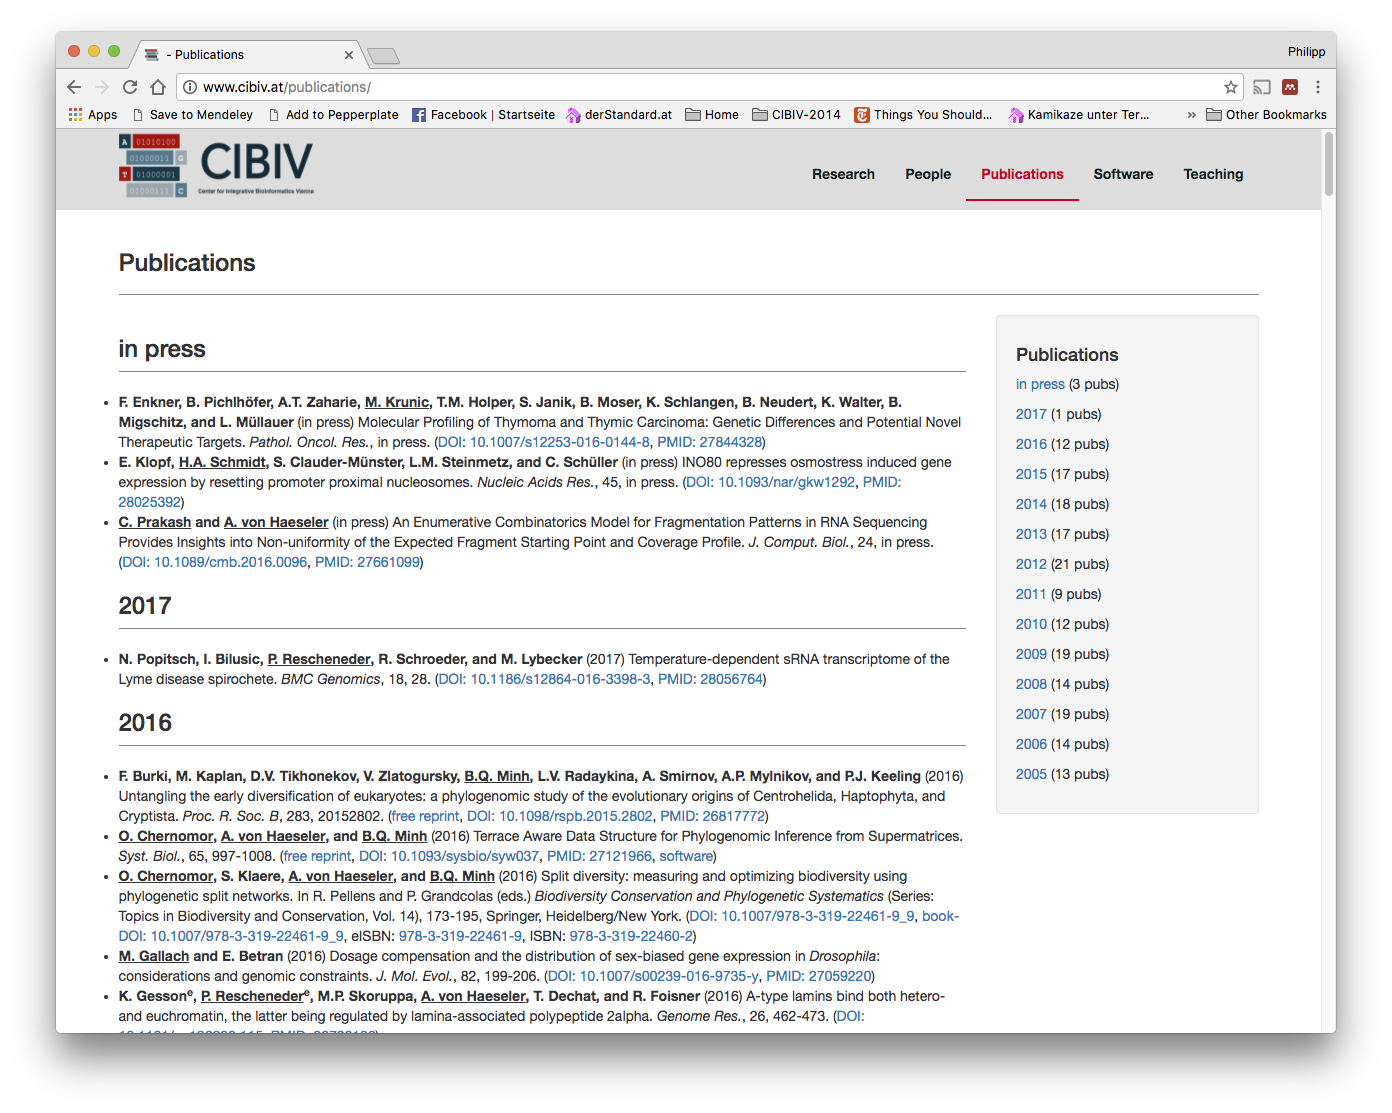 - Publications
Philipp
www.cibiv.at/publications/
Apps Save to Mendeley Add to Pepperplate Facebook | Startseite derStandard.at Home CIBIV-2014 Things You Should... Kamikaze unter Ter... » Other Bookmarks
A 01010100
01000011 G
T 01000001
01000111 C
CIBIV
Center for Integrative Bioinformatics Vienna
Research People Publications Software Teaching
Publications
in press
• F. Enkner, B. Pichlhöfer, A.T. Zaharie, M. Krunic, T.M. Holper, S. Janik, B. Moser, K. Schlangen, B. Neudert, K. Walter, B.
Migschitz, and L. Müllauer (in press) Molecular Profiling of Thymoma and Thymic Carcinoma: Genetic Differences and Potential Novel
Therapeutic Targets. Pathol. Oncol. Res., in press. (DOI: 10.1007/s12253-016-0144-8, PMID: 27844328)
• E. Klopf, H.A. Schmidt, S. Clauder-Münster, L.M. Steinmetz, and C. Schüller (in press) INO80 represses osmostress induced gene
expression by resetting promoter proximal nucleosomes. Nucleic Acids Res., 45, in press. (DOI: 10.1093/nar/gkw1292, PMID:
28025392)
• C. Prakash and A. von Haeseler (in press) An Enumerative Combinatorics Model for Fragmentation Patterns in RNA Sequencing
Provides Insights into Non-uniformity of the Expected Fragment Starting Point and Coverage Profile. J. Comput. Biol., 24, in press.
(DOI: 10.1089/cmb.2016.0096, PMID: 27661099)
2017
• N. Popitsch, I. Bilusic, P. Rescheneder, R. Schroeder, and M. Lybecker (2017) Temperature-dependent sRNA transcriptome of the
Lyme disease spirochete. BMC Genomics, 18, 28. (DOI: 10.1186/s12864-016-3398-3, PMID: 28056764)
2016
• F. Burki, M. Kaplan, D.V. Tikhonekov, V. Zlatogursky, B.Q. Minh, L.V. Radaykina, A. Smirnov, A.P. Mylnikov, and P.J. Keeling (2016)
Untangling the early diversification of eukaryotes: a phylogenomic study of the evolutionary origins of Centrohelida, Haptophyta, and
Cryptista. Proc. R. Soc. B, 283, 20152802. (free reprint, DOI: 10.1098/rspb.2015.2802, PMID: 26817772)
• O. Chernomor, A. von Haeseler, and B.Q. Minh (2016) Terrace Aware Data Structure for Phylogenomic Inference from Supermatrices.
Syst. Biol., 65, 997-1008. (free reprint, DOI: 10.1093/sysbio/syw037, PMID: 27121966, software)
• O. Chernomor, S. Klaere, A. von Haeseler, and B.Q. Minh (2016) Split diversity: measuring and optimizing biodiversity using
phylogenetic split networks. In R. Pellens and P. Grandcolas (eds.) Biodiversity Conservation and Phylogenetic Systematics (Series:
Topics in Biodiversity and Conservation, Vol. 14), 173-195, Springer, Heidelberg/New York. (DOI: 10.1007/978-3-319-22461-9_9, book-
DOI: 10.1007/978-3-319-22461-9_9, eISBN: 978-3-319-22461-9, ISBN: 978-3-319-22460-2)
• M. Gallach and E. Betran (2016) Dosage compensation and the distribution of sex-biased gene expression in Drosophila:
considerations and genomic constraints. J. Mol. Evol., 82, 199-206. (DOI: 10.1007/s00239-016-9735-y, PMID: 27059220)
• K. Gessonᵉ, P. Reschenederᵉ, M.P. Skoruppa, A. von Haeseler, T. Dechat, and R. Foisner (2016) A-type lamins bind both hetero-
and euchromatin, the latter being regulated by lamina-associated polypeptide 2alpha. Genome Res., 26, 462-473. (DOI:
Publications
in press (3 pubs)
2017 (1 pubs)
2016 (12 pubs)
2015 (17 pubs)
2014 (18 pubs)
2013 (17 pubs)
2012 (21 pubs)
2011 (9 pubs)
2010 (12 pubs)
2009 (19 pubs)
2008 (14 pubs)
2007 (19 pubs)
2006 (14 pubs)
2005 (13 pubs)